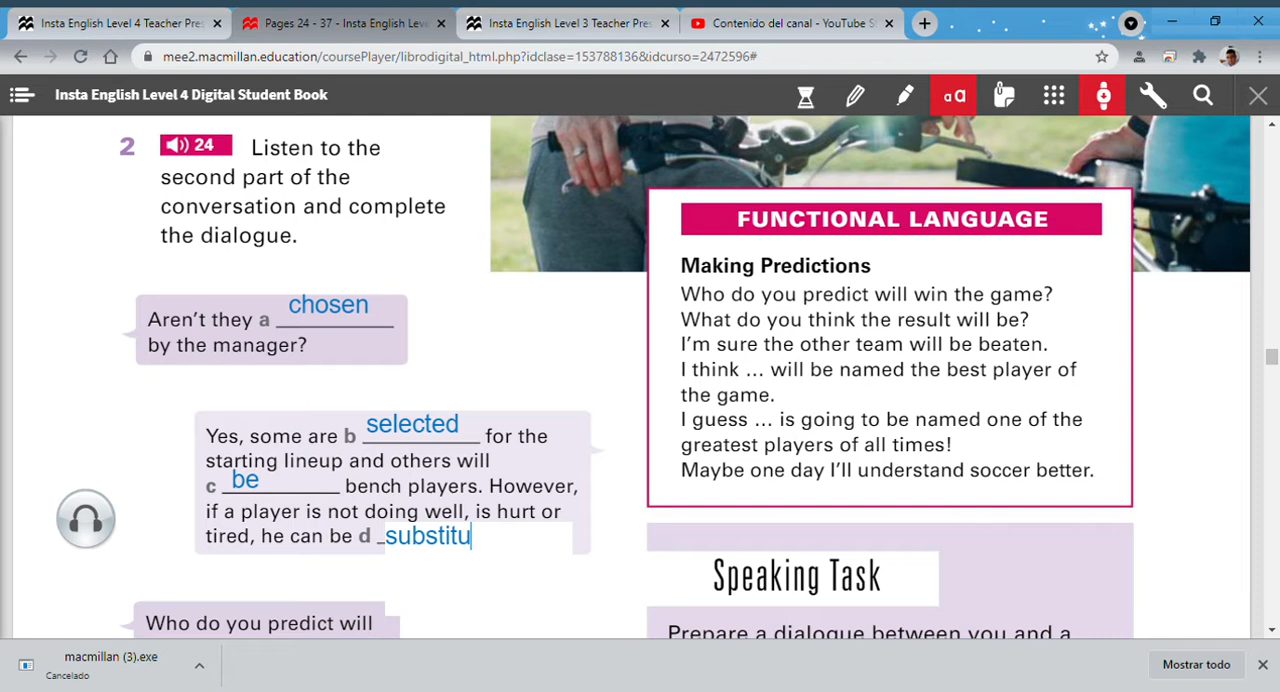 Insta English Level 4 Teacher Pres
Pages 24 - 37 - Insta English Leve
Insta English Level 3 Teacher Pres
Contenido del canal - YouTube S
mee2.macmillan.education/coursePlayer/librodigital_html.php?idclase=153788136&idcurso=2472596#
Insta English Level 4 Digital Student Book
aa
2 24 Listen to the
second part of the
conversation and complete
the dialogue.
Aren't they a chosen
by the manager?
Yes, some are b selected for the
starting lineup and others will
c be bench players. However,
if a player is not doing well, is hurt or
tired, he can be d _substitu
Who do you predict will
FUNCTIONAL LANGUAGE
Making Predictions
Who do you predict will win the game?
What do you think the result will be?
I'm sure the other team will be beaten.
I think ... will be named the best player of
the game.
I guess ... is going to be named one of the
greatest players of all times!
Maybe one day I'll understand soccer better.
Speaking Task
Prepare a dialogue between you and a
macmillan (3).exe
Cancelado
Mostrar todo